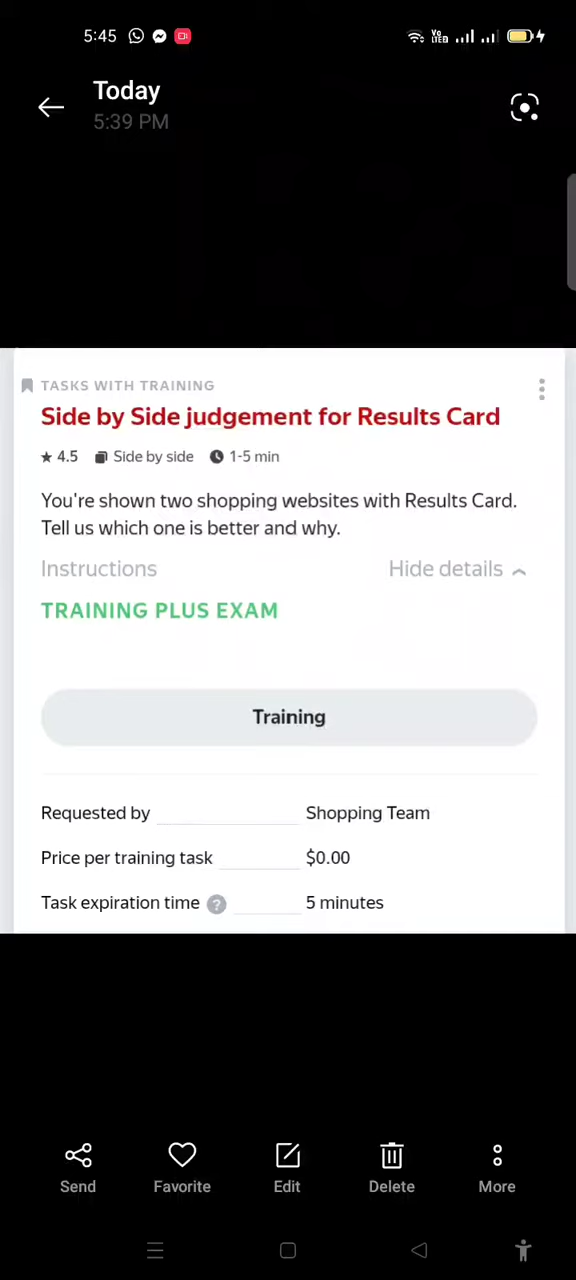 5:45
Vo LTE2
Today
5:39 PM
TASKS WITH TRAINING
Side by Side judgement for Results Card
4.5 Side by side 1-5 min
You're shown two shopping websites with Results Card.
Tell us which one is better and why.
Instructions Hide details
TRAINING PLUS EXAM
Training
Requested by Shopping Team
Price per training task $0.00
Task expiration time ? 5 minutes
Send Favorite Edit Delete More